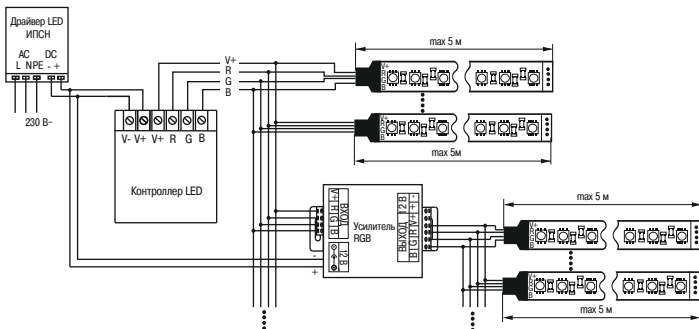 Драйвер LED
ИПСН
AC DC
L N PE - +
230 В~
V- V+ V+ R G B
Контроллер LED
V+
R
G
B
max 5 м
V+
R
G
B
max 5м
V+
R
G
B
V+ R G B
ВХОД
Усилитель
RGB
12 В
- +
ВЫХОД 12 В
B G R V+ + -
-
+
max 5 м
V+
R
G
B
max 5 м
V+
R
G
B